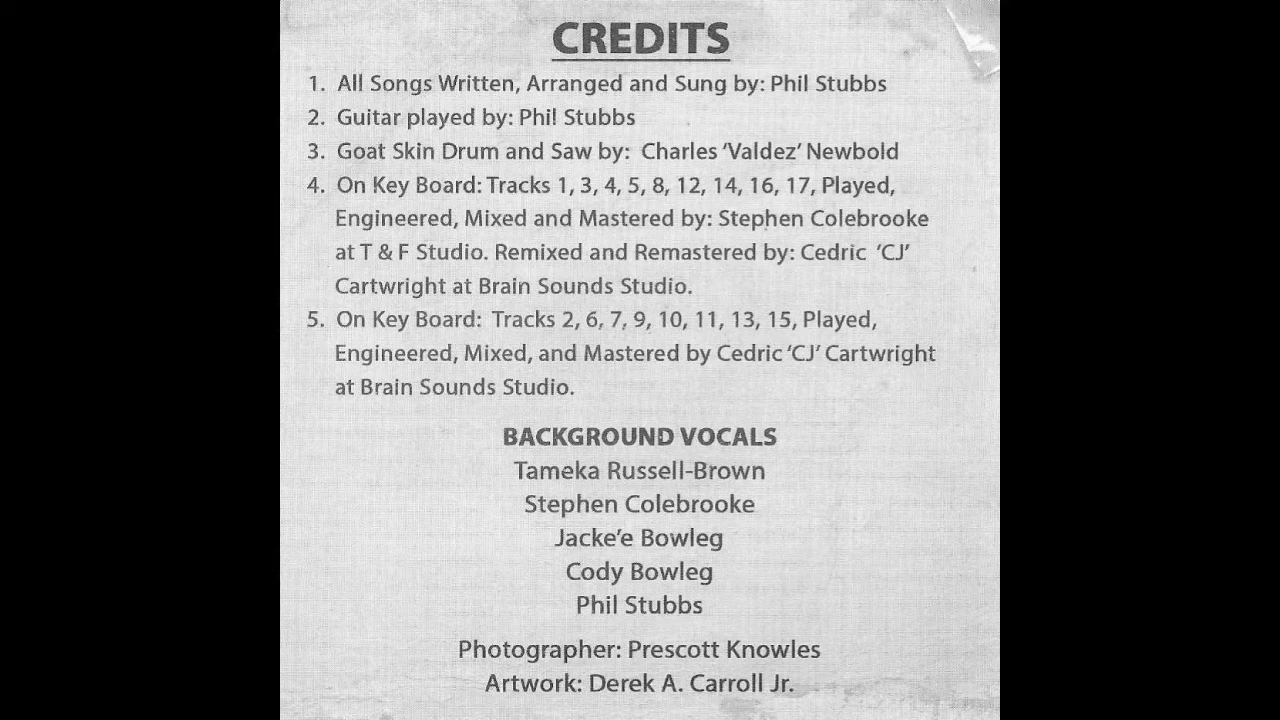 CREDITS
1. All Songs Written, Arranged and Sung by: Phil Stubbs
2. Guitar played by: Phil Stubbs
3. Goat Skin Drum and Saw by: Charles ‘Valdez’ Newbold
4. On Key Board: Tracks 1, 3, 4, 5, 8, 12, 14, 16, 17, Played,
Engineered, Mixed and Mastered by: Stephen Colebrooke
at T & F Studio. Remixed and Remastered by: Cedric ‘CJ’
Cartwright at Brain Sounds Studio.
5. On Key Board: Tracks 2, 6, 7, 9, 10, 11, 13, 15, Played,
Engineered, Mixed, and Mastered by Cedric ‘CJ’ Cartwright
at Brain Sounds Studio.
BACKGROUND VOCALS
Tameka Russell-Brown
Stephen Colebrooke
Jacke’e Bowleg
Cody Bowleg
Phil Stubbs
Photographer: Prescott Knowles
Artwork: Derek A. Carroll Jr.